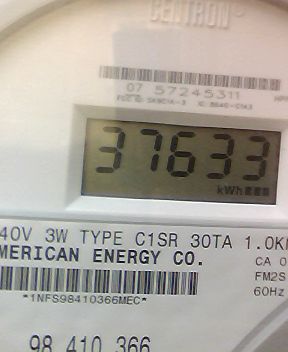 CENTRON®
07 57245311
37633
kWh
40V 3W TYPE C1SR 30TA 1.0K
MERICAN ENERGY CO.
CA 0
FM2S
60Hz
*1NFS98410366MEC*
98 410 366